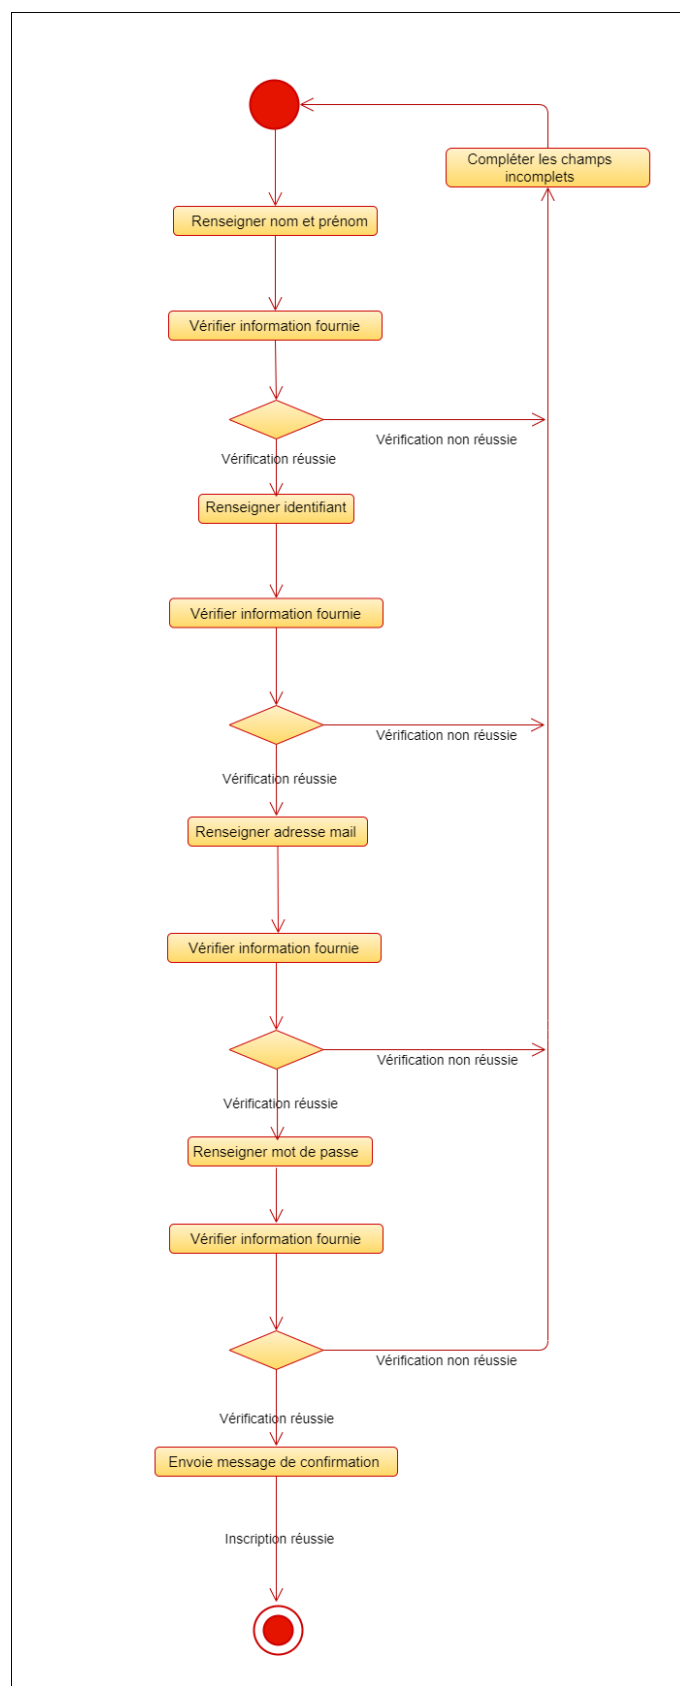 Compléter les champs
incomplets
Renseigner nom et prénom
Vérifier information fournie
Vérification non réussie
Vérification réussie
Renseigner identifiant
Vérifier information fournie
Vérification non réussie
Vérification réussie
Renseigner adresse mail
Vérifier information fournie
Vérification non réussie
Vérification réussie
Renseigner mot de passe
Vérifier information fournie
Vérification non réussie
Vérification réussie
Envoie message de confirmation
Inscription réussie